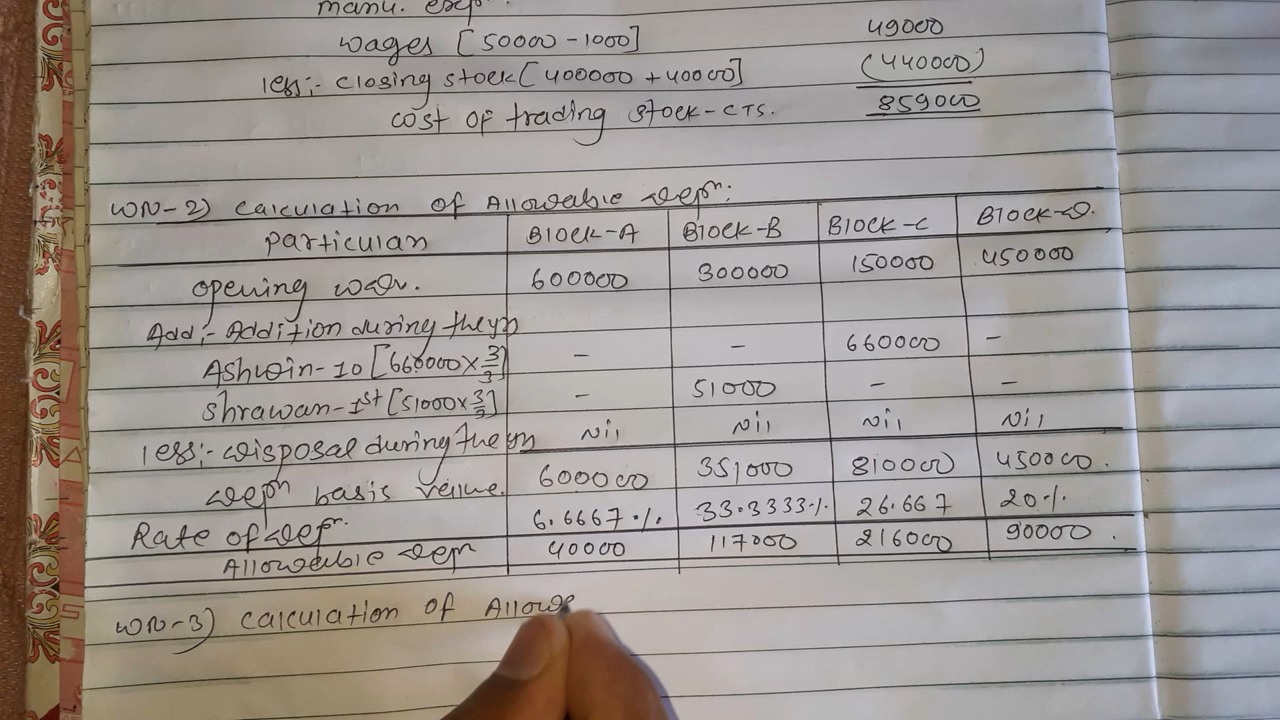 manu. exp.
wages [50000 - 1000] 49000
less:- closing stock [400000 + 40000] (440000)
cost of trading stock - CTS. 859000
WN-2) Calculation of Allowable Depn:
particulars Block-A Block-B Block-C Block-D.
opening WDV. 600000 300000 150000 450000
Add:- Addition during the yr
Ashwin-10 [660000 × 3/3] - - 660000 -
Shrawan-1st [51000 × 3/3] - 51000 - -
less:- Disposal during the yr Nil Nil Nil Nil
Depn basis value. 600000 351000 810000 450000.
Rate of Depn. 6.6667.% 33.3333% 26.667 20%
Allowable Depn 40000 117000 216000 90000.
WN-3) Calculation of Allow